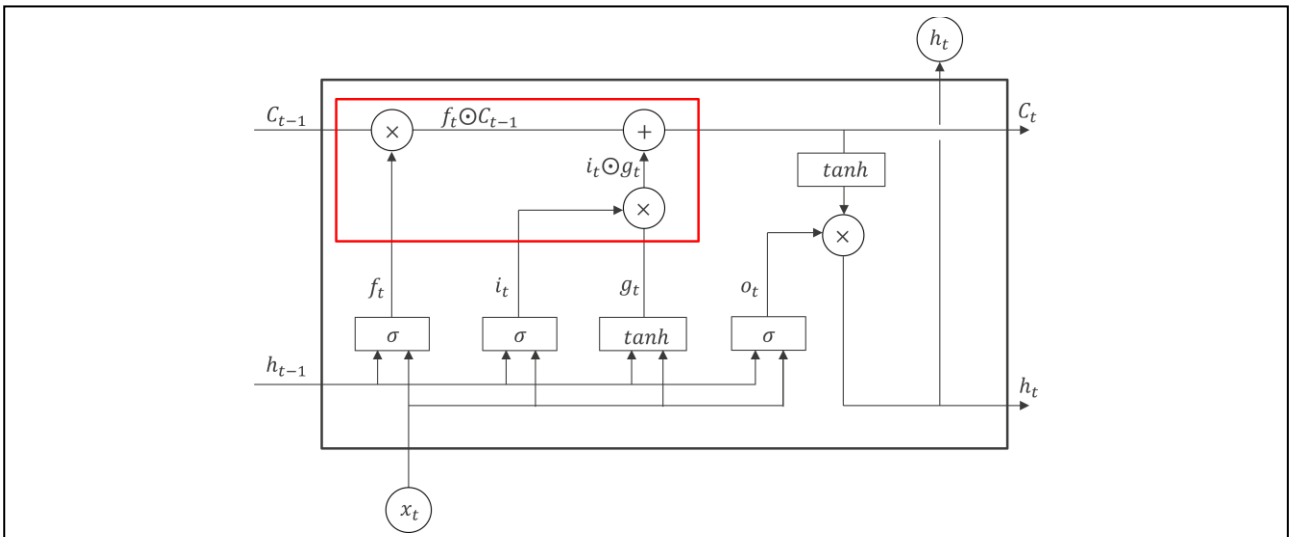 h_t
C_{t-1}
f_t⊙C_{t-1}
C_t
×
+
i_t⊙g_t
tanh
×
×
f_t
i_t
g_t
o_t
σ
σ
tanh
σ
h_{t-1}
h_t
x_t